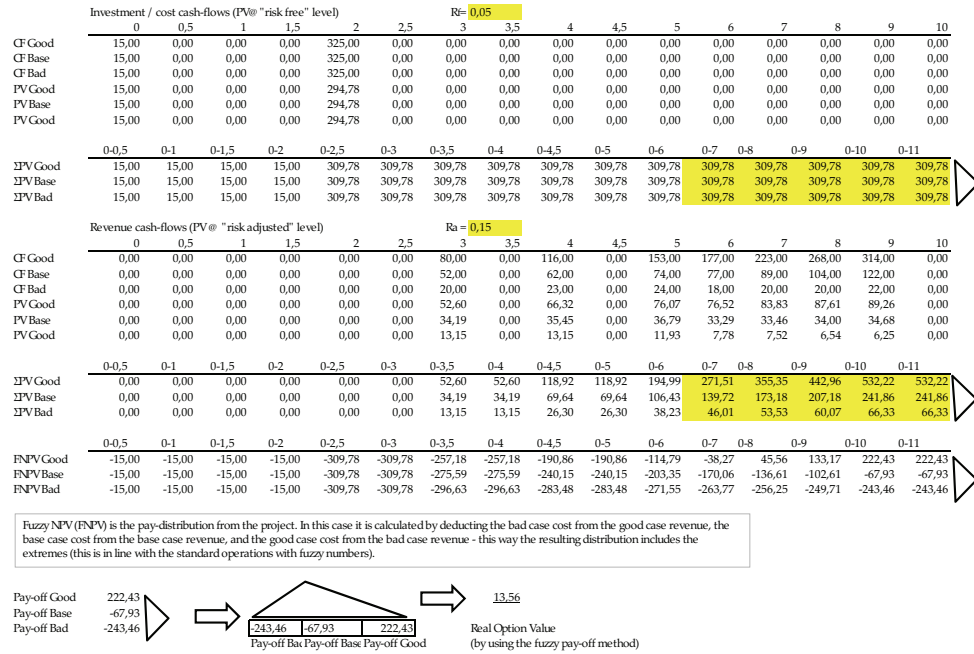 Investment / cost cash-flows (PV@ "risk free" level) Rf= 0,05
0 0,5 1 1,5 2 2,5 3 3,5 4 4,5 5 6 7 8 9 10
CF Good 15,00 0,00 0,00 0,00 325,00 0,00 0,00 0,00 0,00 0,00 0,00 0,00 0,00 0,00 0,00 0,00
CF Base 15,00 0,00 0,00 0,00 325,00 0,00 0,00 0,00 0,00 0,00 0,00 0,00 0,00 0,00 0,00 0,00
CF Bad 15,00 0,00 0,00 0,00 325,00 0,00 0,00 0,00 0,00 0,00 0,00 0,00 0,00 0,00 0,00 0,00
PV Good 15,00 0,00 0,00 0,00 294,78 0,00 0,00 0,00 0,00 0,00 0,00 0,00 0,00 0,00 0,00 0,00
PV Base 15,00 0,00 0,00 0,00 294,78 0,00 0,00 0,00 0,00 0,00 0,00 0,00 0,00 0,00 0,00 0,00
PV Good 15,00 0,00 0,00 0,00 294,78 0,00 0,00 0,00 0,00 0,00 0,00 0,00 0,00 0,00 0,00 0,00
0-0,5 0-1 0-1,5 0-2 0-2,5 0-3 0-3,5 0-4 0-4,5 0-5 0-6 0-7 0-8 0-9 0-10 0-11
ΣPV Good 15,00 15,00 15,00 15,00 309,78 309,78 309,78 309,78 309,78 309,78 309,78 309,78 309,78 309,78 309,78 309,78
ΣPV Base 15,00 15,00 15,00 15,00 309,78 309,78 309,78 309,78 309,78 309,78 309,78 309,78 309,78 309,78 309,78 309,78
ΣPV Bad 15,00 15,00 15,00 15,00 309,78 309,78 309,78 309,78 309,78 309,78 309,78 309,78 309,78 309,78 309,78 309,78
Revenue cash-flows (PV @ "risk adjusted" level) Ra = 0,15
0 0,5 1 1,5 2 2,5 3 3,5 4 4,5 5 6 7 8 9 10
CF Good 0,00 0,00 0,00 0,00 0,00 0,00 80,00 0,00 116,00 0,00 153,00 177,00 223,00 268,00 314,00 0,00
CF Base 0,00 0,00 0,00 0,00 0,00 0,00 52,00 0,00 62,00 0,00 74,00 77,00 89,00 104,00 122,00 0,00
CF Bad 0,00 0,00 0,00 0,00 0,00 0,00 20,00 0,00 23,00 0,00 24,00 18,00 20,00 20,00 22,00 0,00
PV Good 0,00 0,00 0,00 0,00 0,00 0,00 52,60 0,00 66,32 0,00 76,07 76,52 83,83 87,61 89,26 0,00
PV Base 0,00 0,00 0,00 0,00 0,00 0,00 34,19 0,00 35,45 0,00 36,79 33,29 33,46 34,00 34,68 0,00
PV Good 0,00 0,00 0,00 0,00 0,00 0,00 13,15 0,00 13,15 0,00 11,93 7,78 7,52 6,54 6,25 0,00
0-0,5 0-1 0-1,5 0-2 0-2,5 0-3 0-3,5 0-4 0-4,5 0-5 0-6 0-7 0-8 0-9 0-10 0-11
ΣPV Good 0,00 0,00 0,00 0,00 0,00 0,00 52,60 52,60 118,92 118,92 194,99 271,51 355,35 442,96 532,22 532,22
ΣPV Base 0,00 0,00 0,00 0,00 0,00 0,00 34,19 34,19 69,64 69,64 106,43 139,72 173,18 207,18 241,86 241,86
ΣPV Bad 0,00 0,00 0,00 0,00 0,00 0,00 13,15 13,15 26,30 26,30 38,23 46,01 53,53 60,07 66,33 66,33
0-0,5 0-1 0-1,5 0-2 0-2,5 0-3 0-3,5 0-4 0-4,5 0-5 0-6 0-7 0-8 0-9 0-10 0-11
FNPV Good -15,00 -15,00 -15,00 -15,00 -309,78 -309,78 -257,18 -257,18 -190,86 -190,86 -114,79 -38,27 45,56 133,17 222,43 222,43
FNPV Base -15,00 -15,00 -15,00 -15,00 -309,78 -309,78 -275,59 -275,59 -240,15 -240,15 -203,35 -170,06 -136,61 -102,61 -67,93 -67,93
FNPV Bad -15,00 -15,00 -15,00 -15,00 -309,78 -309,78 -296,63 -296,63 -283,48 -283,48 -271,55 -263,77 -256,25 -249,71 -243,46 -243,46
Fuzzy NPV (FNPV) is the pay-distribution from the project. In this case it is calculated by deducting the bad case cost from the good case revenue, the
base case cost from the base case revenue, and the good case cost from the bad case revenue - this way the resulting distribution includes the
extremes (this is in line with the standard operations with fuzzy numbers).
Pay-off Good 222,43 13,56
Pay-off Base -67,93
Pay-off Bad -243,46 -243,46 -67,93 222,43 Real Option Value
Pay-off Bad Pay-off Base Pay-off Good (by using the fuzzy pay-off method)